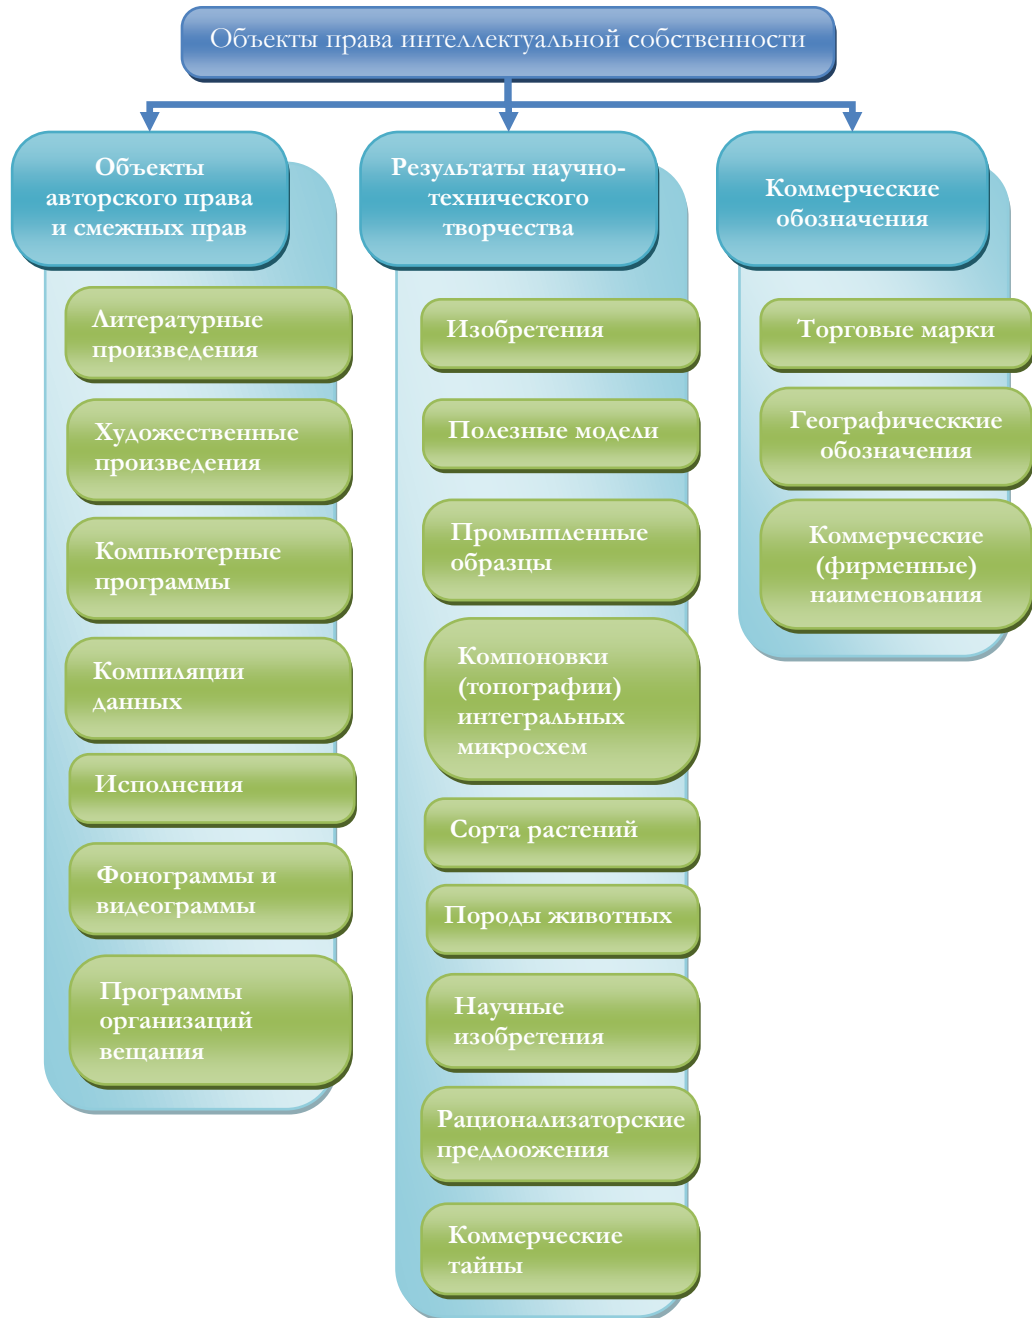 Объекты права интеллектуальной собственности
Объекты
авторского права
и смежных прав
Литературные
произведения
Художественные
произведения
Компьютерные
программы
Компиляции
данных
Исполнения
Фонограммы и
видеограммы
Программы
организаций
вещания
Результаты научно-
технического
творчества
Изобретения
Полезные модели
Промышленные
образцы
Компоновки
(топографии)
интегральных
микросхем
Сорта растений
Породы животных
Научные
изобретения
Рационализаторские
предлоожения
Коммерческие
тайны
Коммерческие
обозначения
Торговые марки
Географическкие
обозначения
Коммерческие
(фирменные)
наименования